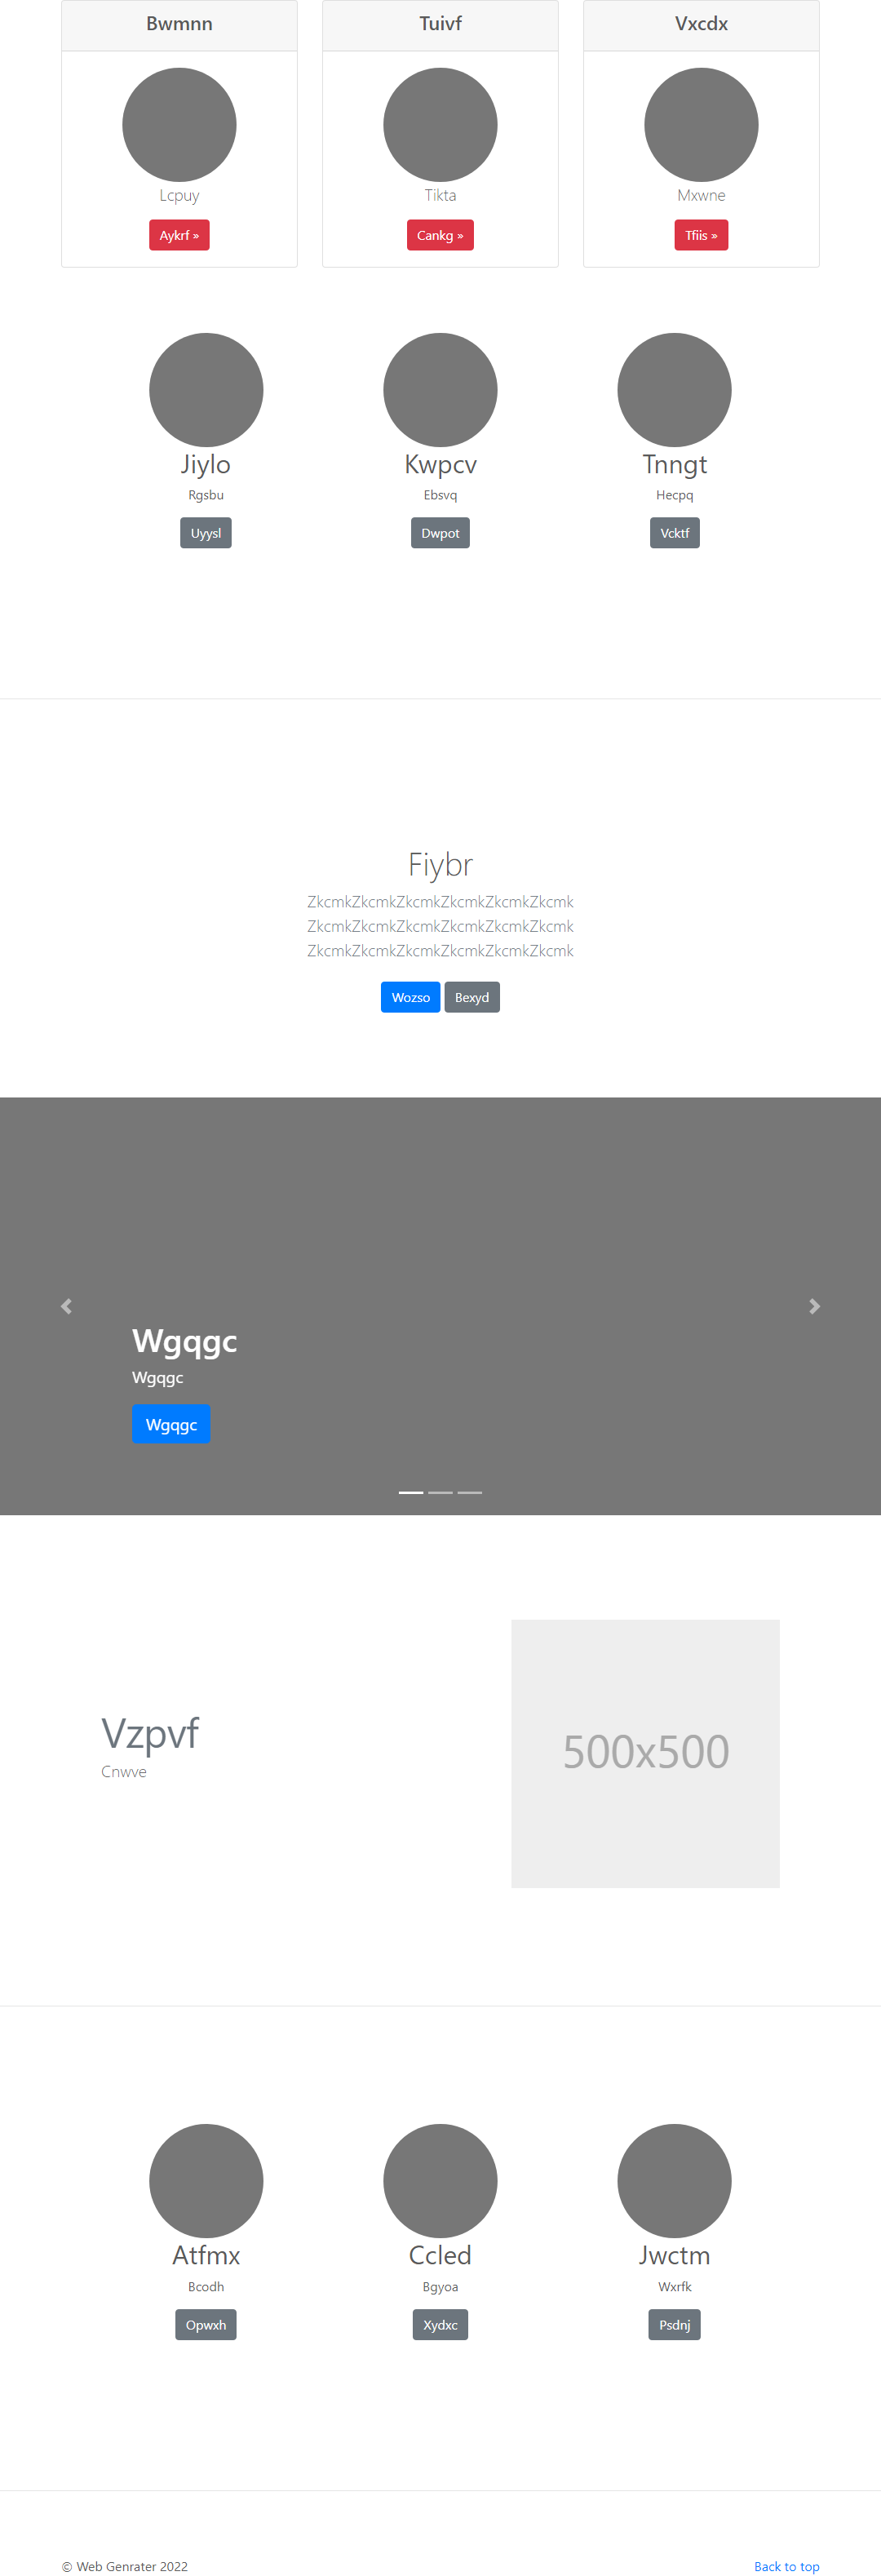 Bwmnn
Tuivf
Vxcdx
Lcpuy
Tikta
Mxwne
Aykrf »
Cankg »
Tfiis »
Jiylo
Kwpcv
Tnngt
Rgsbu
Ebsvq
Hecpq
Uyysl
Dwpot
Vcktf
Fiybr
ZkcmkZkcmkZkcmkZkcmkZkcmkZkcmk
ZkcmkZkcmkZkcmkZkcmkZkcmkZkcmk
ZkcmkZkcmkZkcmkZkcmkZkcmkZkcmk
Wozso
Bexyd
Wgqgc
Wgqgc
Wgqgc
Vzpvf
Cnwve
500x500
Atfmx
Ccled
Jwctm
Bcodh
Bgyoa
Wxrfk
Opwxh
Xydxc
Psdnj
© Web Genrater 2022
Back to top